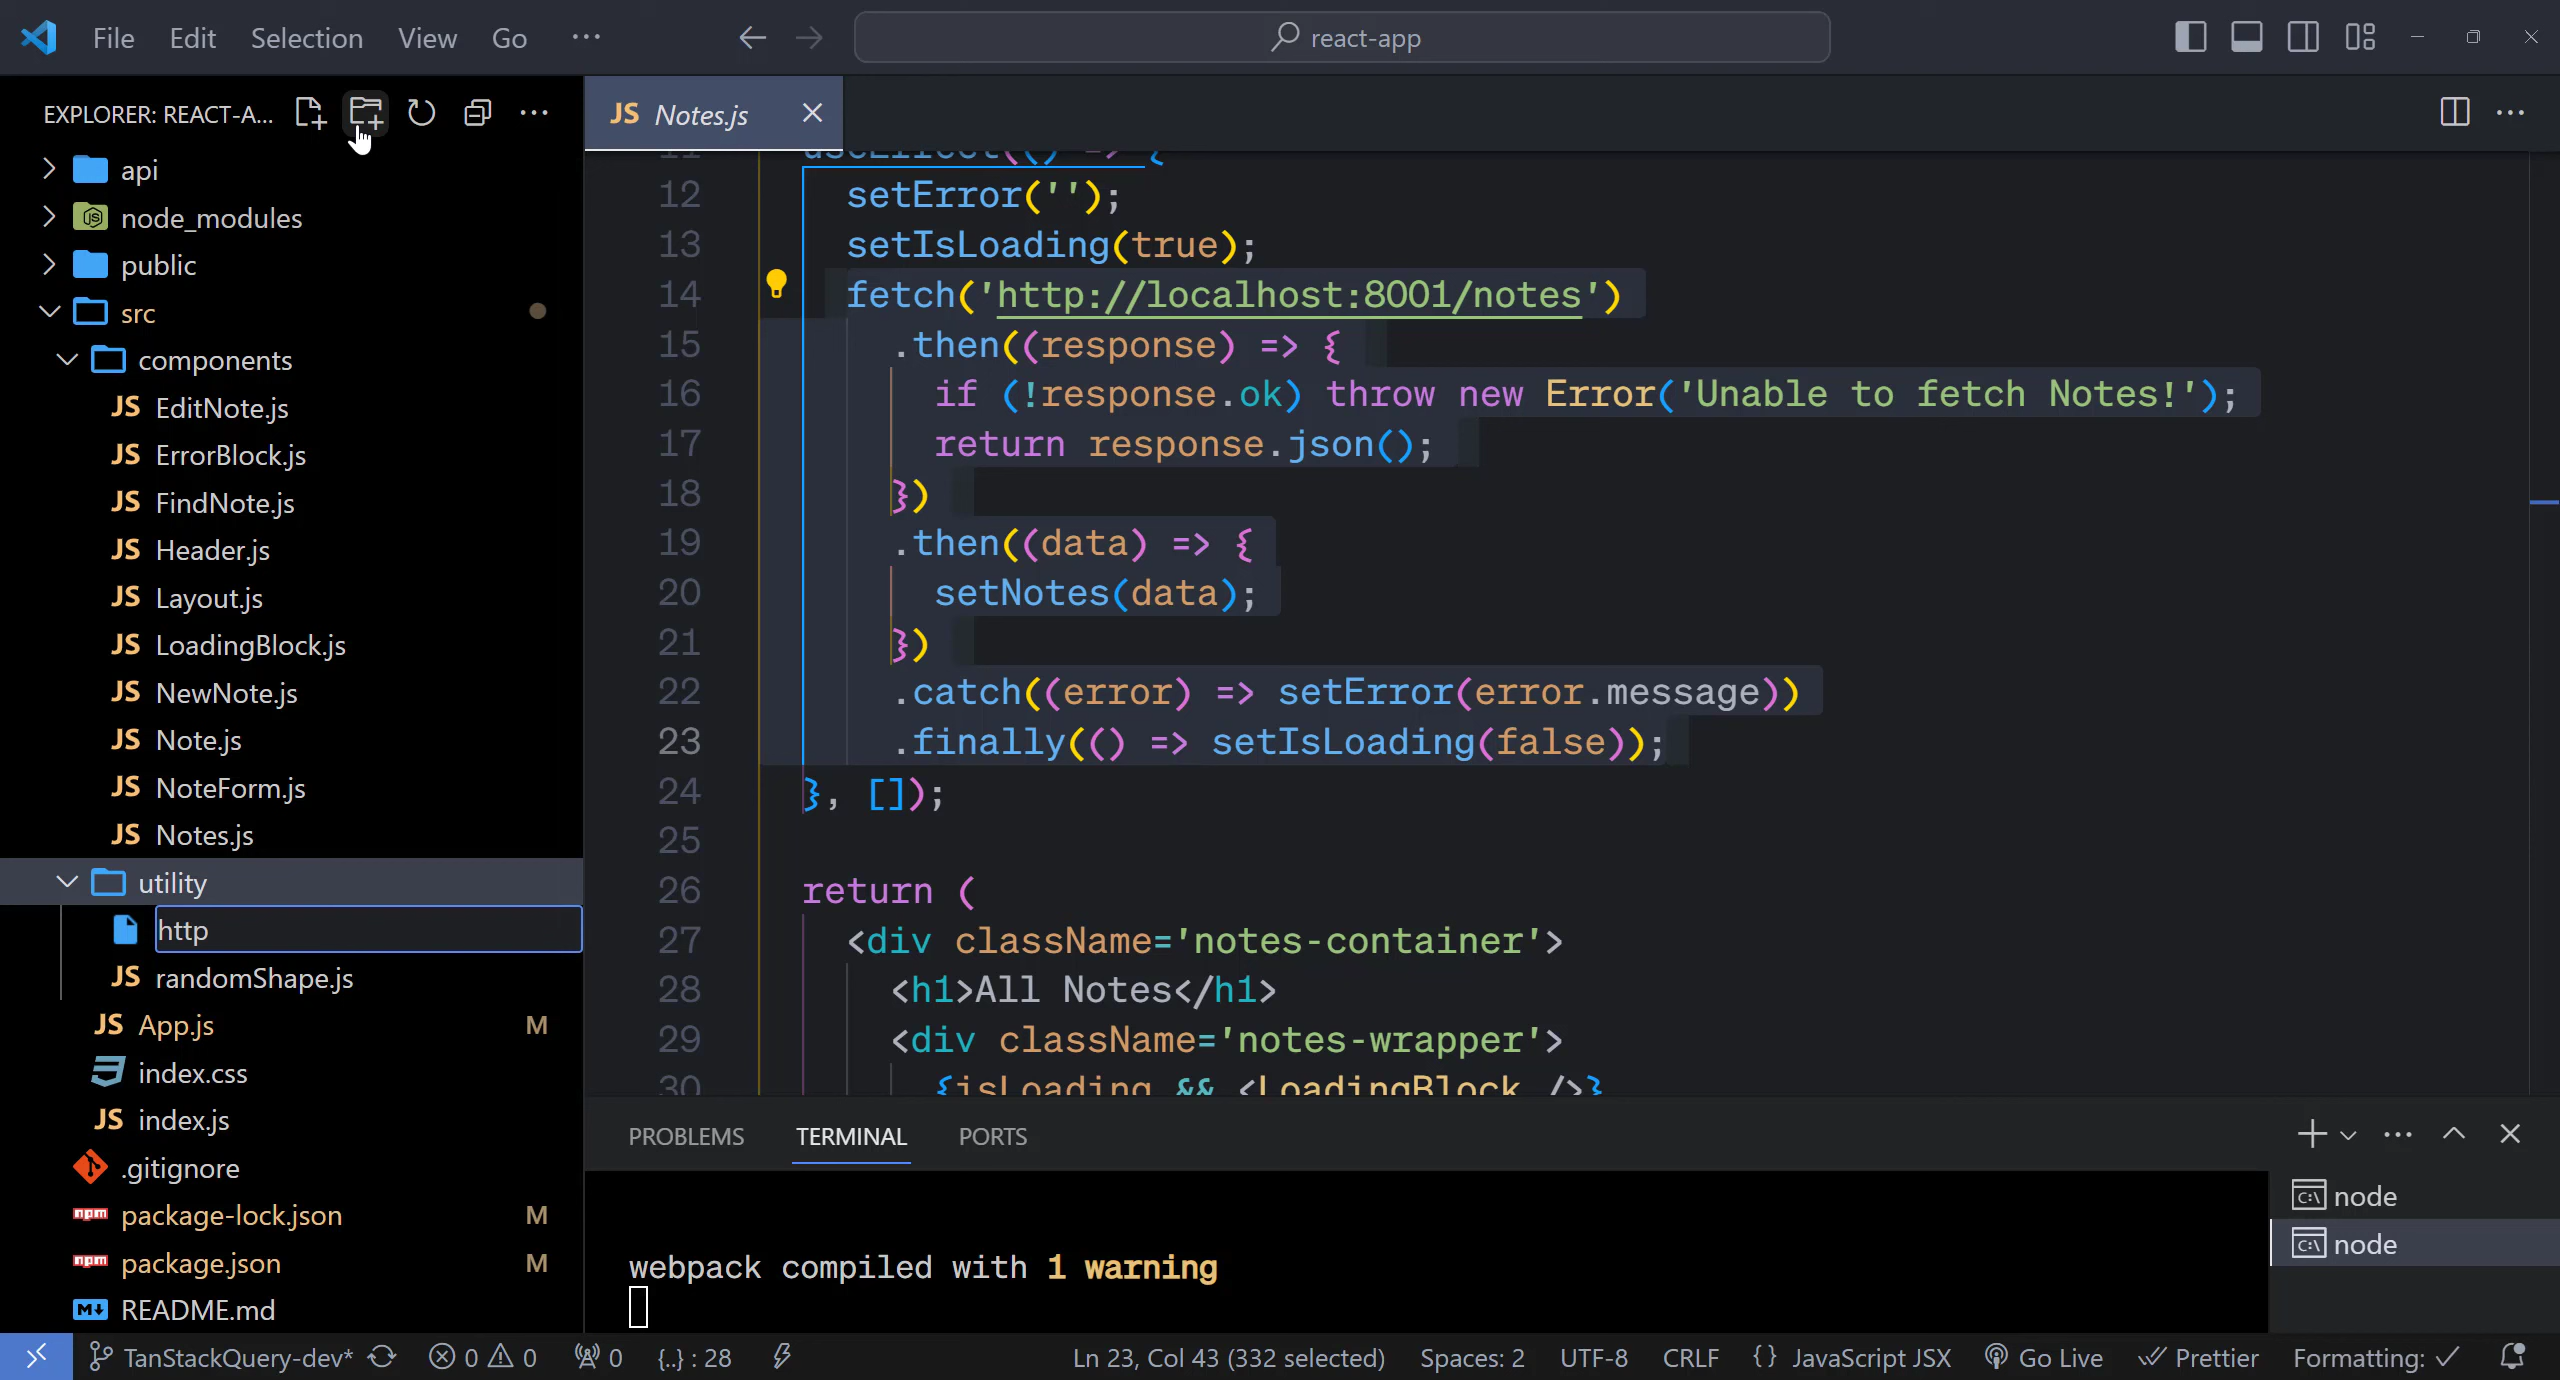 File Edit Selection View Go ··· react-app
EXPLORER: REACT-A...
api
node_modules
public
src
components
JS EditNote.js
JS ErrorBlock.js
JS FindNote.js
JS Header.js
JS Layout.js
JS LoadingBlock.js
JS NewNote.js
JS Note.js
JS NoteForm.js
JS Notes.js
utility
http
JS randomShape.js
JS App.js M
index.css
JS index.js
.gitignore
package-lock.json M
package.json M
README.md
JS Notes.js
11 useEffect(() => {
12 setError('');
13 setIsLoading(true);
14 fetch('http://localhost:8001/notes')
15 .then((response) => {
16 if (!response.ok) throw new Error('Unable to fetch Notes!');
17 return response.json();
18 })
19 .then((data) => {
20 setNotes(data);
21 })
22 .catch((error) => setError(error.message))
23 .finally(() => setIsLoading(false));
24 }, []);
25
26 return (
27 <div className='notes-container'>
28 <h1>All Notes</h1>
29 <div className='notes-wrapper'>
30 {isLoading && <LoadingBlock />}
PROBLEMS TERMINAL PORTS
webpack compiled with 1 warning
node
node
TanStackQuery-dev* 0 0 0 {..} : 28 Ln 23, Col 43 (332 selected) Spaces: 2 UTF-8 CRLF {} JavaScript JSX Go Live Prettier Formatting: ✓